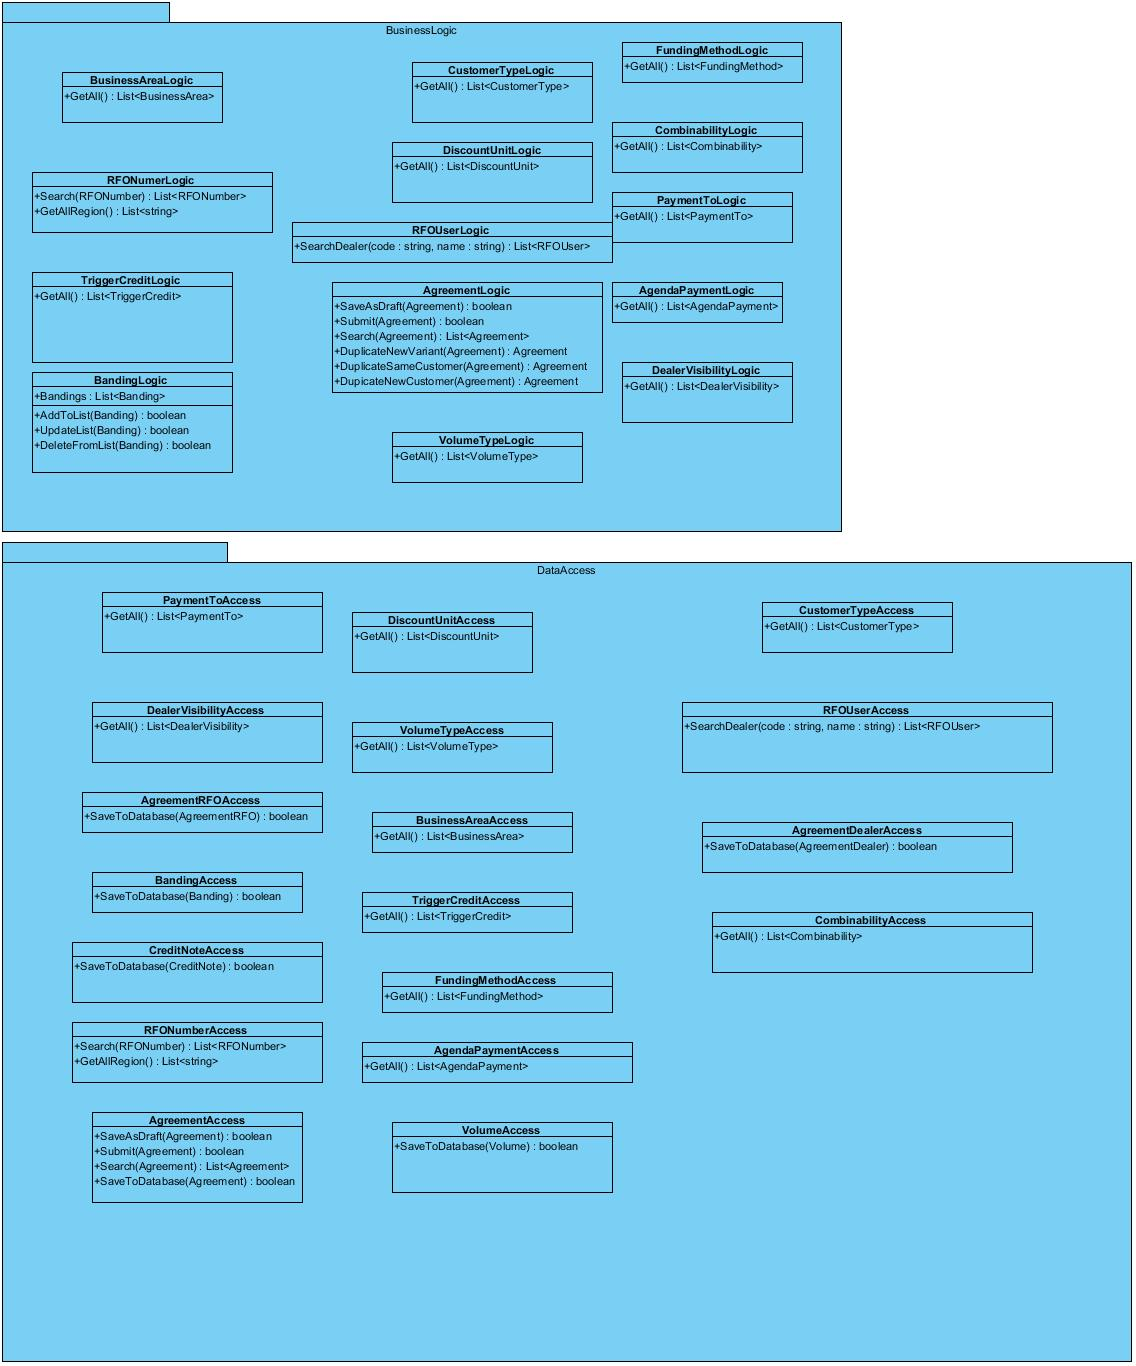 BusinessLogic
BusinessAreaLogic
+GetAll() : List<BusinessArea>
CustomerTypeLogic
+GetAll() : List<CustomerType>
FundingMethodLogic
+GetAll() : List<FundingMethod>
DiscountUnitLogic
+GetAll() : List<DiscountUnit>
CombinabilityLogic
+GetAll() : List<Combinability>
RFONumerLogic
+Search(RFONumber) : List<RFONumber>
+GetAllRegion() : List<string>
PaymentToLogic
+GetAll() : List<PaymentTo>
RFOUserLogic
+SearchDealer(code : string, name : string) : List<RFOUser>
TriggerCreditLogic
+GetAll() : List<TriggerCredit>
AgreementLogic
+SaveAsDraft(Agreement) : boolean
+Submit(Agreement) : boolean
+Search(Agreement) : List<Agreement>
+DuplicateNewVariant(Agreement) : Agreement
+DuplicateSameCustomer(Agreement) : Agreement
+DupicateNewCustomer(Agreement) : Agreement
AgendaPaymentLogic
+GetAll() : List<AgendaPayment>
DealerVisibilityLogic
+GetAll() : List<DealerVisibility>
BandingLogic
+Bandings : List<Banding>
+AddToList(Banding) : boolean
+UpdateList(Banding) : boolean
+DeleteFromList(Banding) : boolean
VolumeTypeLogic
+GetAll() : List<VolumeType>
DataAccess
PaymentToAccess
+GetAll() : List<PaymentTo>
DiscountUnitAccess
+GetAll() : List<DiscountUnit>
CustomerTypeAccess
+GetAll() : List<CustomerType>
DealerVisibilityAccess
+GetAll() : List<DealerVisibility>
VolumeTypeAccess
+GetAll() : List<VolumeType>
RFOUserAccess
+SearchDealer(code : string, name : string) : List<RFOUser>
AgreementRFOAccess
+SaveToDatabase(AgreementRFO) : boolean
BusinessAreaAccess
+GetAll() : List<BusinessArea>
AgreementDealerAccess
+SaveToDatabase(AgreementDealer) : boolean
BandingAccess
+SaveToDatabase(Banding) : boolean
TriggerCreditAccess
+GetAll() : List<TriggerCredit>
CombinabilityAccess
+GetAll() : List<Combinability>
CreditNoteAccess
+SaveToDatabase(CreditNote) : boolean
FundingMethodAccess
+GetAll() : List<FundingMethod>
RFONumberAccess
+Search(RFONumber) : List<RFONumber>
+GetAllRegion() : List<string>
AgendaPaymentAccess
+GetAll() : List<AgendaPayment>
AgreementAccess
+SaveAsDraft(Agreement) : boolean
+Submit(Agreement) : boolean
+Search(Agreement) : List<Agreement>
+SaveToDatabase(Agreement) : boolean
VolumeAccess
+SaveToDatabase(Volume) : boolean